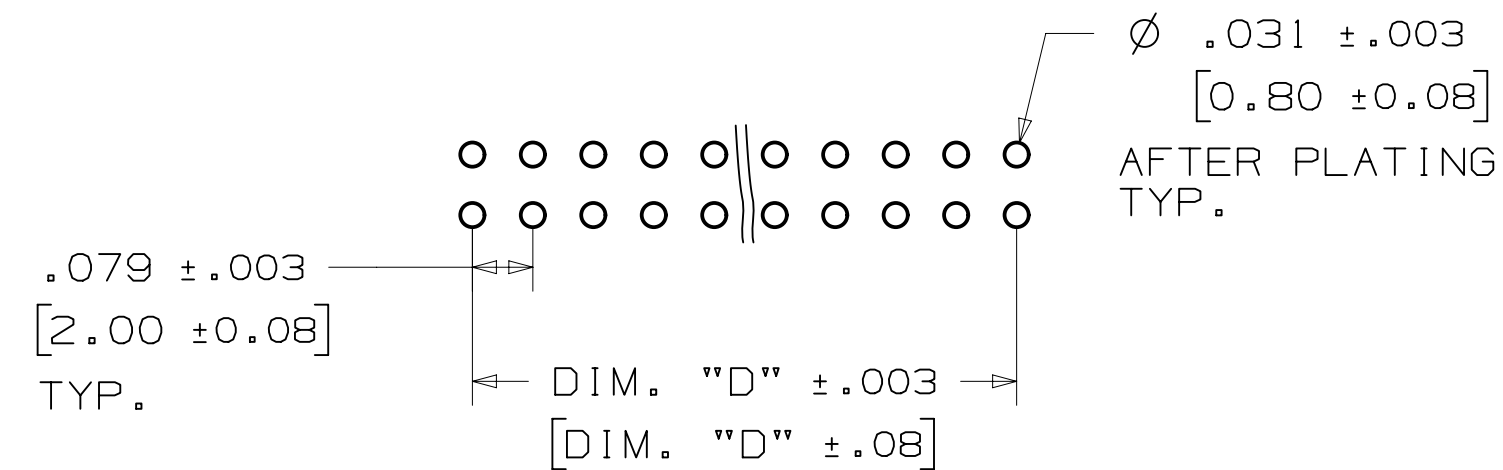 Ø .031 ±.003
[0.80 ±0.08]
AFTER PLATING
TYP.
.079 ±.003
[2.00 ±0.08]
TYP.
DIM. "D" ±.003
[DIM. "D" ±.08]